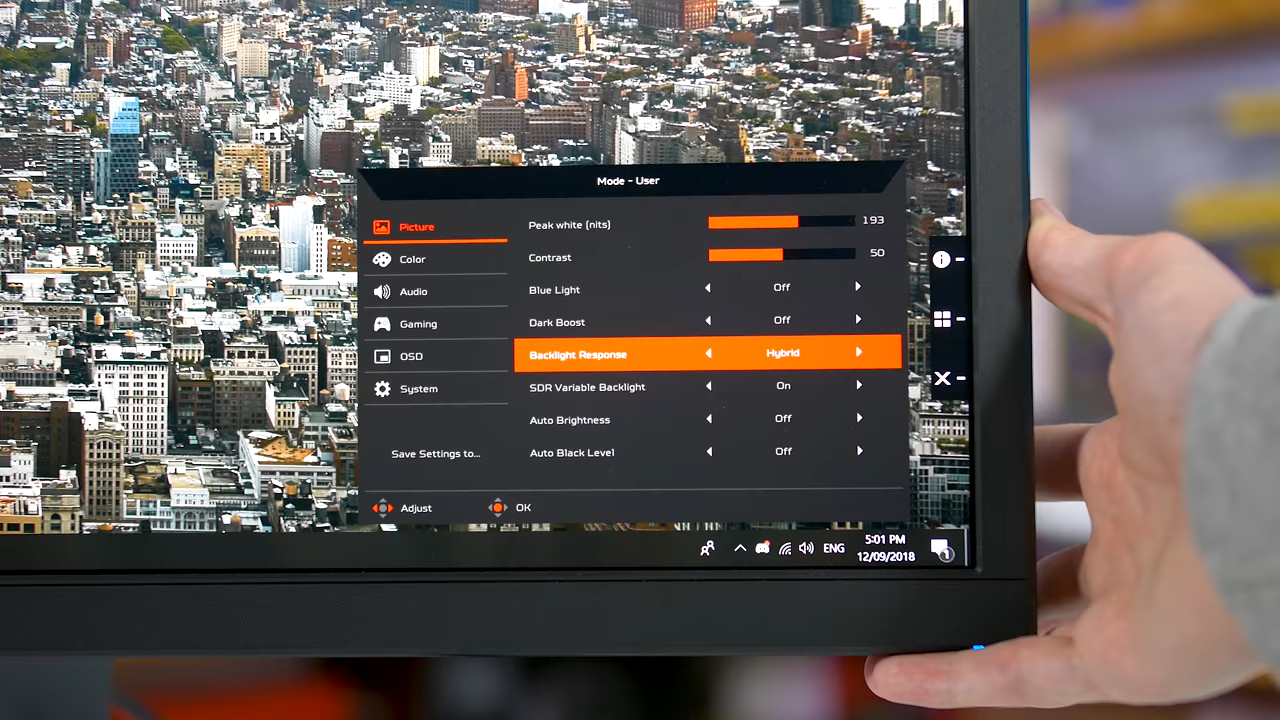 Mode - User
Picture
Color
Audio
Gaming
OSD
System
Save Settings to...
Peak white (nits) 193
Contrast 50
Blue Light Off
Dark Boost Off
Backlight Response Hybrid
SDR Variable Backlight On
Auto Brightness Off
Auto Black Level Off
Adjust OK
ENG
5:01 PM
12/09/2018
1